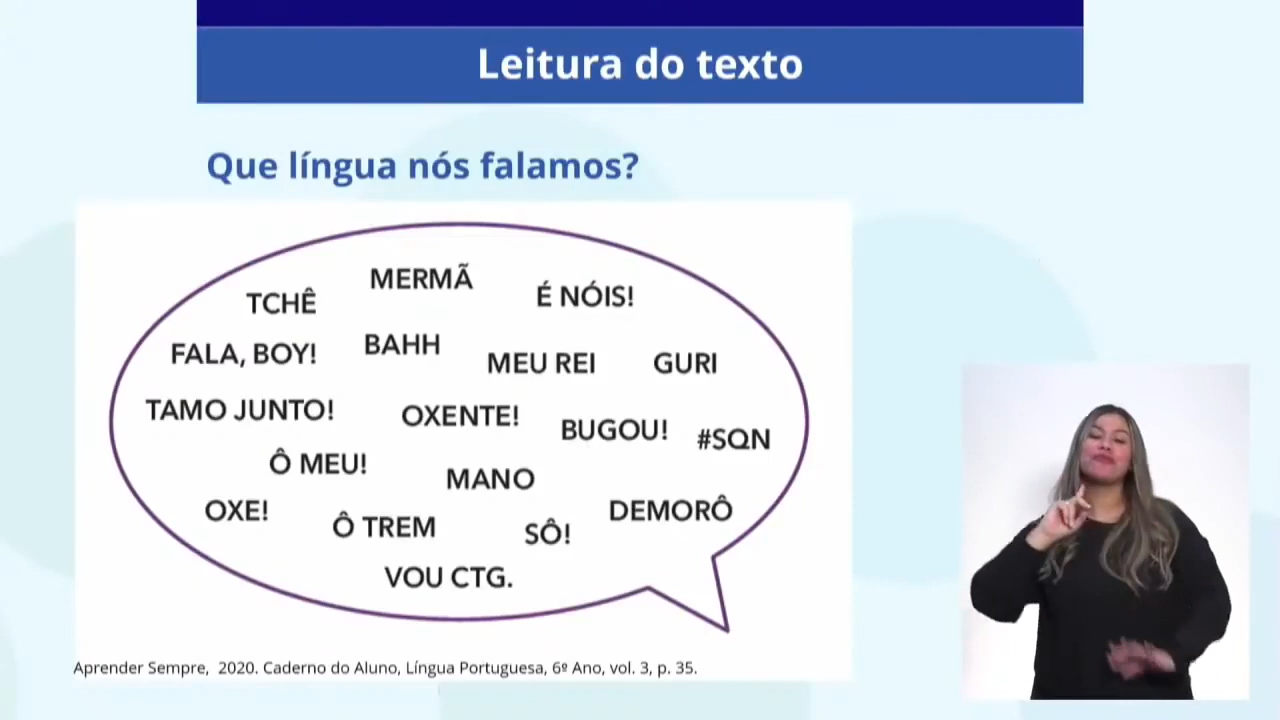 Leitura do texto
Que língua nós falamos?
MERMÃ
TCHÊ
É NÓIS!
FALA, BOY!
BAHH
MEU REI
GURI
TAMO JUNTO!
OXENTE!
BUGOU!
#SQN
Ô MEU!
MANO
OXE!
Ô TREM
SÔ!
DEMORÔ
VOU CTG.
Aprender Sempre, 2020. Caderno do Aluno, Língua Portuguesa, 6º Ano, vol. 3, p. 35.